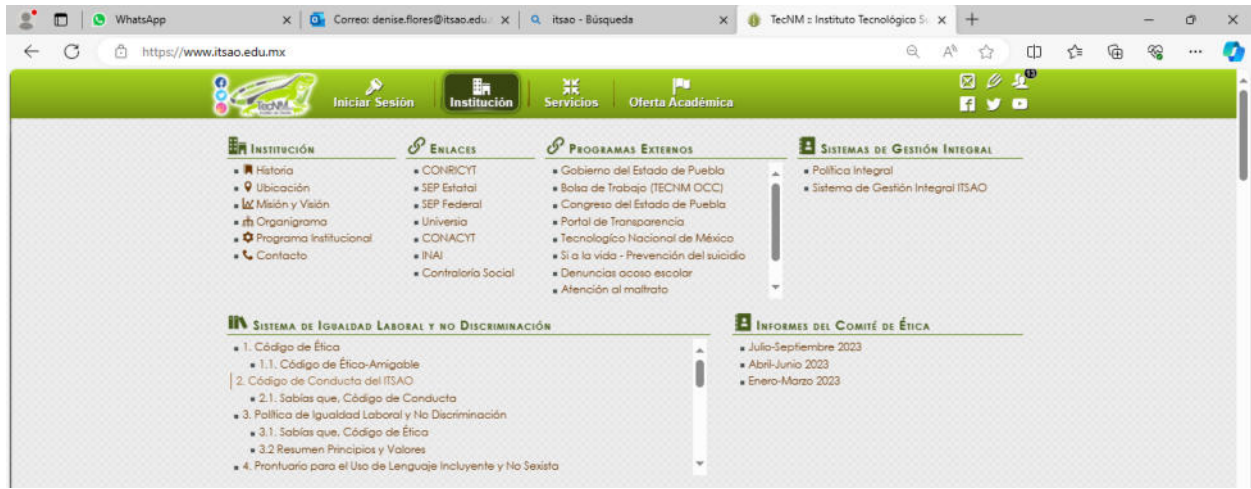 WhatsApp
Correo: denise.flores@itsao.edu.
itsao - Búsqueda
TecNM :: Instituto Tecnológico Su
https://www.itsao.edu.mx
TecNM
Iniciar Sesión
Institución
Servicios
Oferta Académica
13
Institución
Historia
Ubicación
Misión y Visión
Organigrama
Programa Institucional
Contacto
Enlaces
CONRICYT
SEP Estatal
SEP Federal
Universia
CONACYT
INAI
Contraloría Social
Programas Externos
Gobierno del Estado de Puebla
Bolsa de Trabajo (TECNM OCC)
Congreso del Estado de Puebla
Portal de Transparencia
Tecnologíco Nacional de México
Si a la vida - Prevención del suicidio
Denuncias acoso escolar
Atención al maltrato
Sistemas de Gestión Integral
Política Integral
Sistema de Gestión Integral ITSAO
Sistema de Igualdad Laboral y no Discriminación
1. Código de Ética
1.1. Código de Ético-Amigable
2. Código de Conducta del ITSAO
2.1. Sabías que, Código de Conducta
3. Política de Igualdad Laboral y No Discriminación
3.1. Sabías que, Código de Ética
3.2 Resumen Principios y Valores
4. Prontuario para el Uso de Lenguaje Incluyente y No Sexista
Informes del Comité de Ética
Julio-Septiembre 2023
Abril-Junio 2023
Enero-Marzo 2023